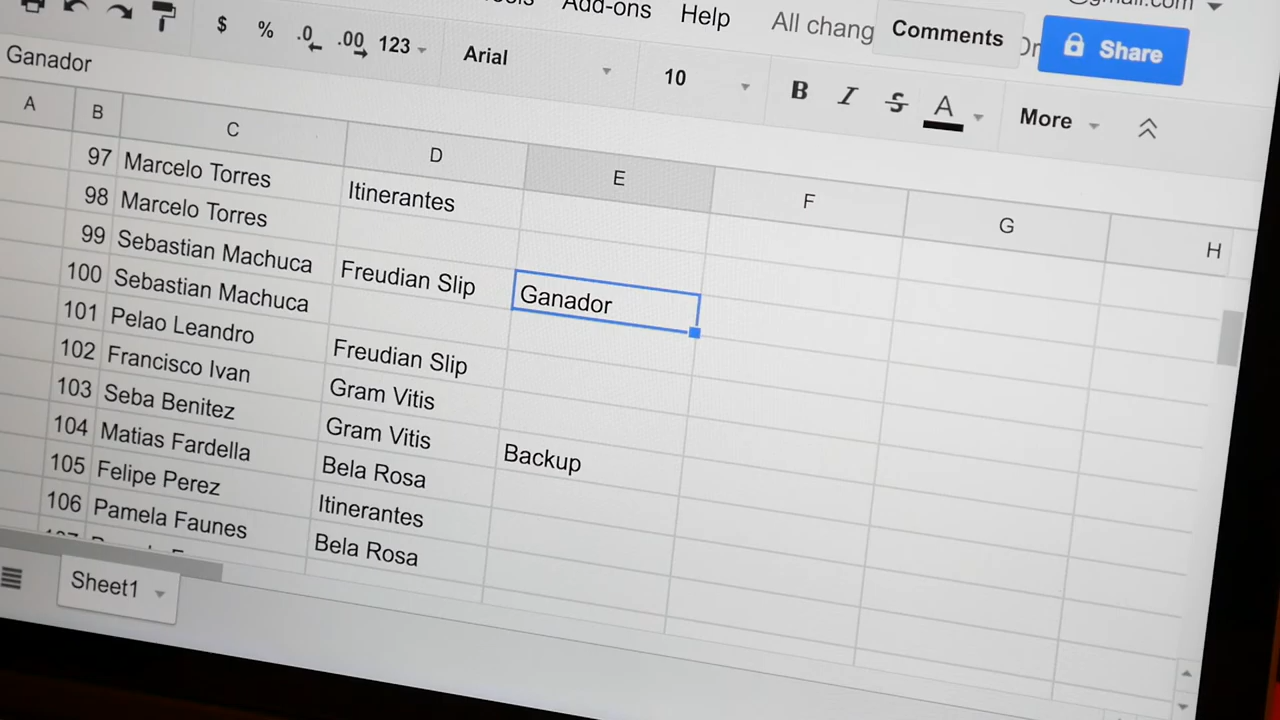 @gmail.com
Add-ons Help All chang Comments Share
$ % .0 .00 123 Arial 10 B I S A More
Ganador
A B C D E F G H
97 Marcelo Torres Itinerantes
98 Marcelo Torres
99 Sebastian Machuca Freudian Slip Ganador
100 Sebastian Machuca
101 Pelao Leandro Freudian Slip
102 Francisco Ivan Gram Vitis
103 Seba Benitez Gram Vitis Backup
104 Matias Fardella Bela Rosa
105 Felipe Perez Itinerantes
106 Pamela Faunes Bela Rosa
Sheet1